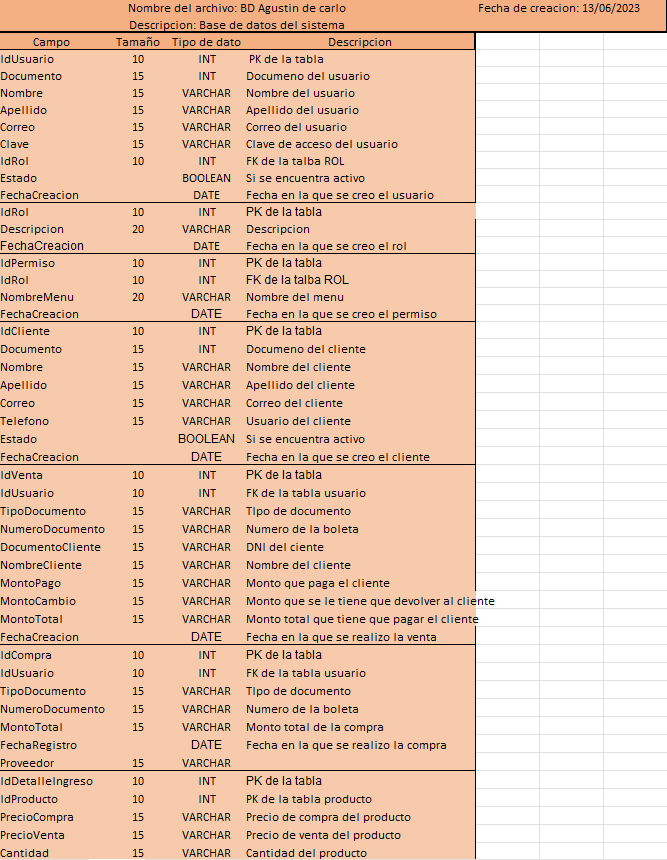 Nombre del archivo: BD Agustin de carlo Fecha de creacion: 13/06/2023
Descripcion: Base de datos del sistema
Campo Tamaño Tipo de dato Descripcion
IdUsuario 10 INT PK de la tabla
Documento 15 INT Documeno del usuario
Nombre 15 VARCHAR Nombre del usuario
Apellido 15 VARCHAR Apellido del usuario
Correo 15 VARCHAR Correo del usuario
Clave 15 VARCHAR Clave de acceso del usuario
IdRol 10 INT FK de la talba ROL
Estado BOOLEAN Si se encuentra activo
FechaCreacion DATE Fecha en la que se creo el usuario
IdRol 10 INT PK de la tabla
Descripcion 20 VARCHAR Descripcion
FechaCreacion DATE Fecha en la que se creo el rol
IdPermiso 10 INT PK de la tabla
IdRol 10 INT FK de la talba ROL
NombreMenu 20 VARCHAR Nombre del menu
FechaCreacion DATE Fecha en la que se creo el permiso
IdCliente 10 INT PK de la tabla
Documento 15 INT Documeno del cliente
Nombre 15 VARCHAR Nombre del cliente
Apellido 15 VARCHAR Apellido del cliente
Correo 15 VARCHAR Correo del cliente
Telefono 15 VARCHAR Usuario del cliente
Estado BOOLEAN Si se encuentra activo
FechaCreacion DATE Fecha en la que se creo el cliente
IdVenta 10 INT PK de la tabla
IdUsuario 10 INT FK de la tabla usuario
TipoDocumento 15 VARCHAR TIpo de documento
NumeroDocumento 15 VARCHAR Numero de la boleta
DocumentoCliente 15 VARCHAR DNI del ciente
NombreCliente 15 VARCHAR Nombre del cliente
MontoPago 15 VARCHAR Monto que paga el cliente
MontoCambio 15 VARCHAR Monto que se le tiene que devolver al cliente
MontoTotal 15 VARCHAR Monto total que tiene que pagar el cliente
FechaCreacion DATE Fecha en la que se realizo la venta
IdCompra 10 INT PK de la tabla
IdUsuario 10 INT FK de la tabla usuario
TipoDocumento 15 VARCHAR TIpo de documento
NumeroDocumento 15 VARCHAR Numero de la boleta
MontoTotal 15 VARCHAR Monto total de la compra
FechaRegistro DATE Fecha en la que se realizo la compra
Proveedor 15 VARCHAR
IdDetalleIngreso 10 INT PK de la tabla
IdProducto 10 INT PK de la tabla producto
PrecioCompra 15 VARCHAR Precio de compra del producto
PrecioVenta 15 VARCHAR Precio de venta del producto
Cantidad 15 VARCHAR Cantidad del producto